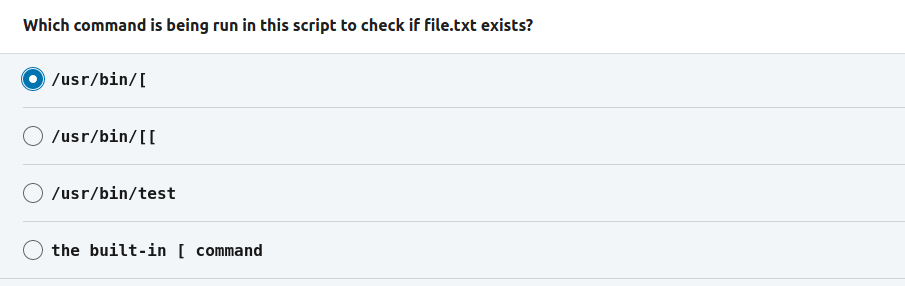 Which command is being run in this script to check if file.txt exists?
/usr/bin/[
/usr/bin/[[
/usr/bin/test
the built-in [ command